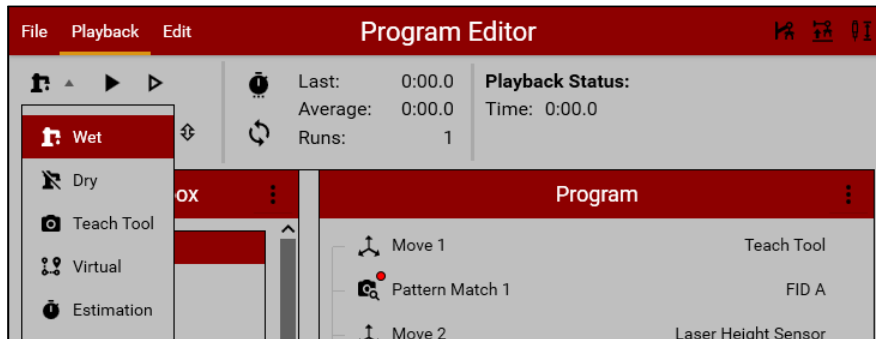 File Playback Edit Program Editor
Last: 0:00.0 Playback Status:
Average: 0:00.0 Time: 0:00.0
Runs: 1
Wet
Dry
Teach Tool
Virtual
Estimation
ox
Program
Move 1 Teach Tool
Pattern Match 1 FID A
Move 2 Laser Height Sensor